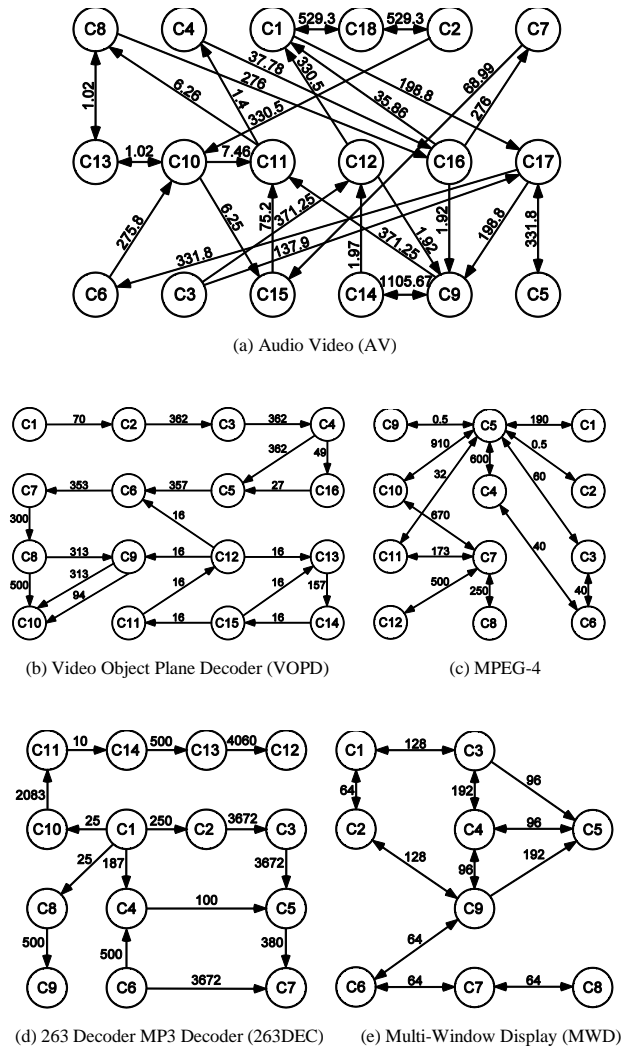 C8 C4 C1 529.3 C18 529.3 C2 C7
37.78 276 330.5 68.99
1.02 6.26 1.4 330.5 35.86 198.8 276
C13 1.02 C10 7.46 C11 C12 C16 C17
275.8 6.25 75.2 371.25 1.97 371.25 1.92 1.92 198.8 331.8
331.8 137.9
C6 C3 C15 C14 1105.67 C9 C5
(a) Audio Video (AV)
C1 70 C2 362 C3 362 C4
362 49
C7 353 C6 357 C5 27 C16
300 16
C8 313 C9 16 C12 16 C13
500 313 94 16 16 157
C10 C11 16 C15 16 C14
(b) Video Object Plane Decoder (VOPD)
C9 0.5 C5 190 C1
910 600 0.5
32 60
C10 C4 C2
670 40
C11 173 C7 C3
500 250 40
C12 C8 C6
(c) MPEG-4
C11 10 C14 500 C13 4060 C12
2083
C10 25 C1 250 C2 3672 C3
25 187 3672
C8 C4 100 C5
500 500 380
C9 C6 3672 C7
(d) 263 Decoder MP3 Decoder (263DEC)
C1 128 C3
64 192 96
C2 C4 96 C5
128 96 192
C9
64
C6 64 C7 64 C8
(e) Multi-Window Display (MWD)